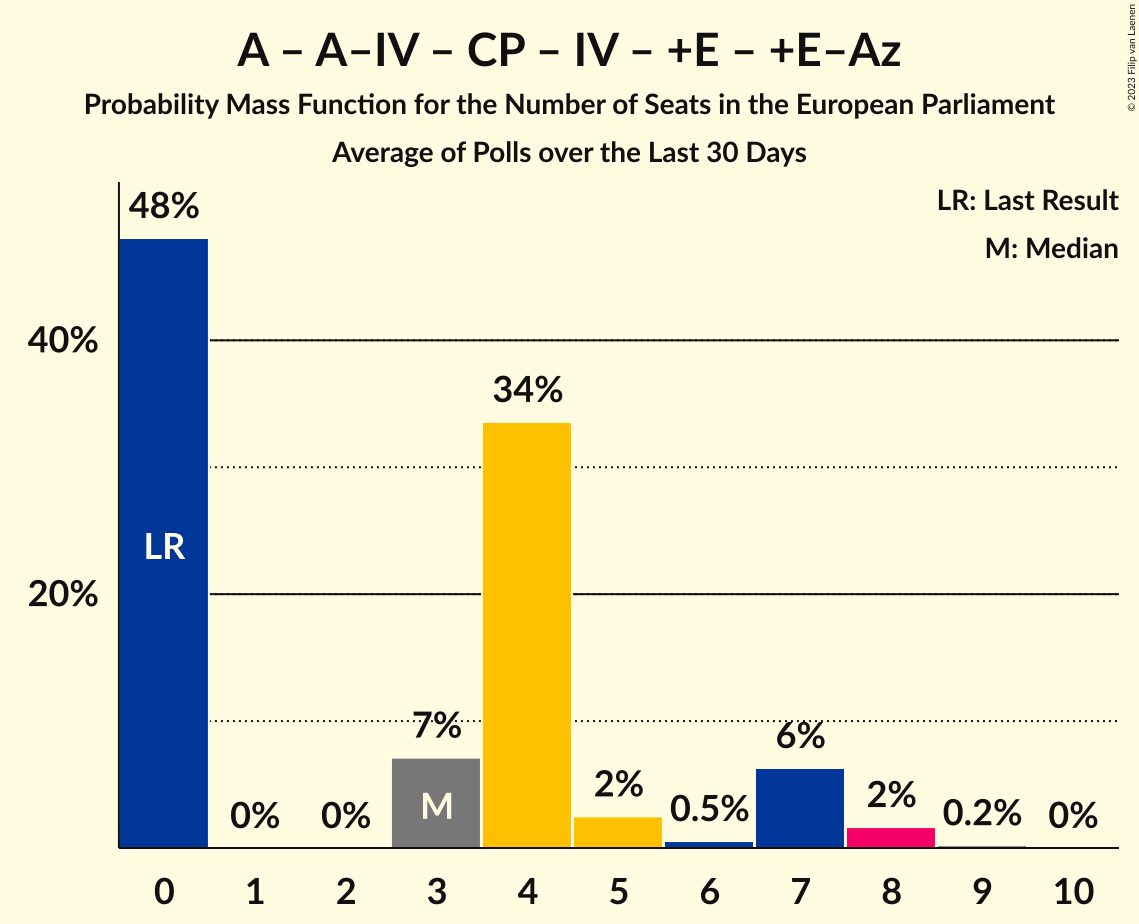 A – A–IV – CP – IV – +E – +E–Az
Probability Mass Function for the Number of Seats in the European Parliament
Average of Polls over the Last 30 Days
© 2023 Filip van Laenen
LR: Last Result
M: Median
48%
40%
34%
LR
20%
7%
6%
M
2%
2%
0%
0%
0.5%
0.2%
0%
0 1 2 3 4 5 6 7 8 9 10